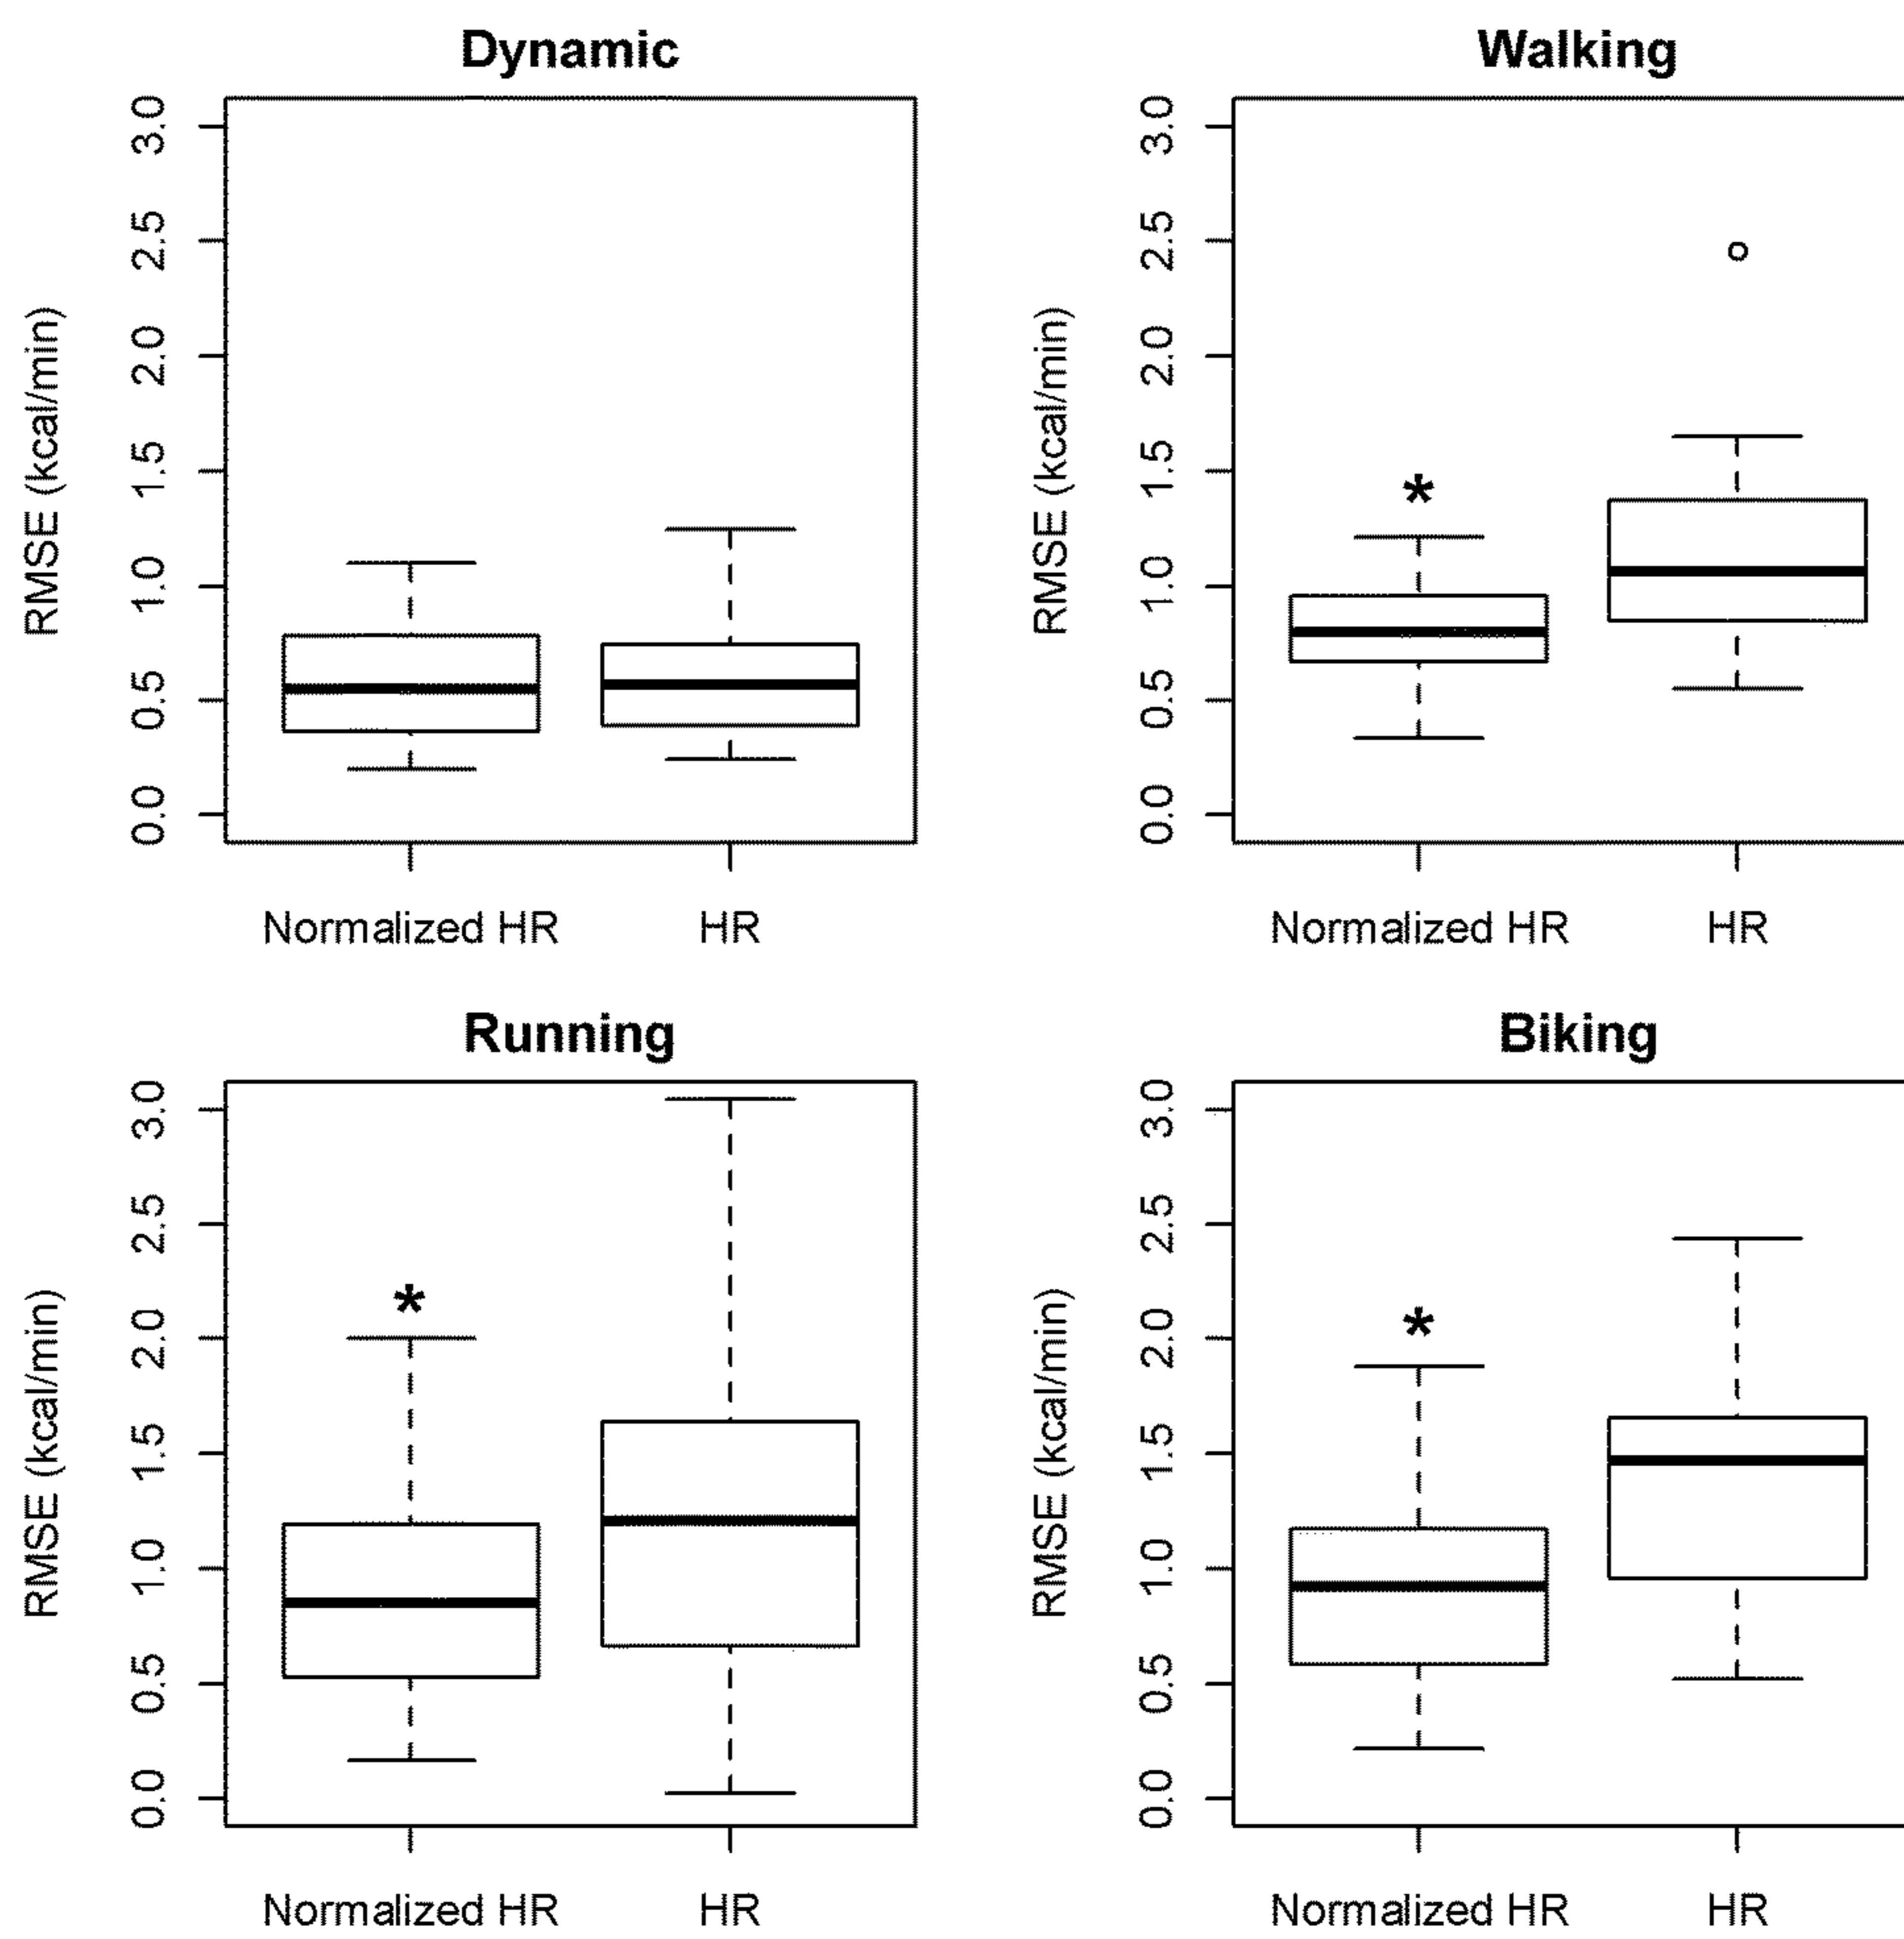 Dynamic
RMSE (kcal/min)
3.0
2.5
2.0
1.5
1.0
0.5
0.0
Normalized HR
HR
Walking
RMSE (kcal/min)
3.0
2.5
2.0
1.5
1.0
0.5
0.0
*
Normalized HR
HR
Running
RMSE (kcal/min)
3.0
2.5
2.0
1.5
1.0
0.5
0.0
*
Normalized HR
HR
Biking
RMSE (kcal/min)
3.0
2.5
2.0
1.5
1.0
0.5
0.0
*
Normalized HR
HR